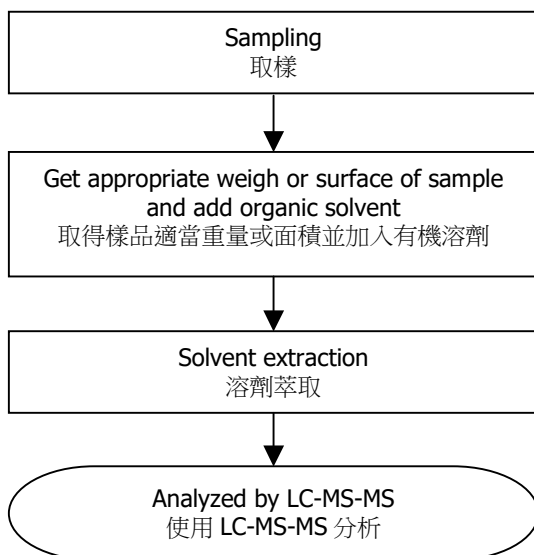 Sampling
取樣
Get appropriate weigh or surface of sample
and add organic solvent
取得樣品適當重量或面積並加入有機溶劑
Solvent extraction
溶劑萃取
Analyzed by LC-MS-MS
使用 LC-MS-MS 分析